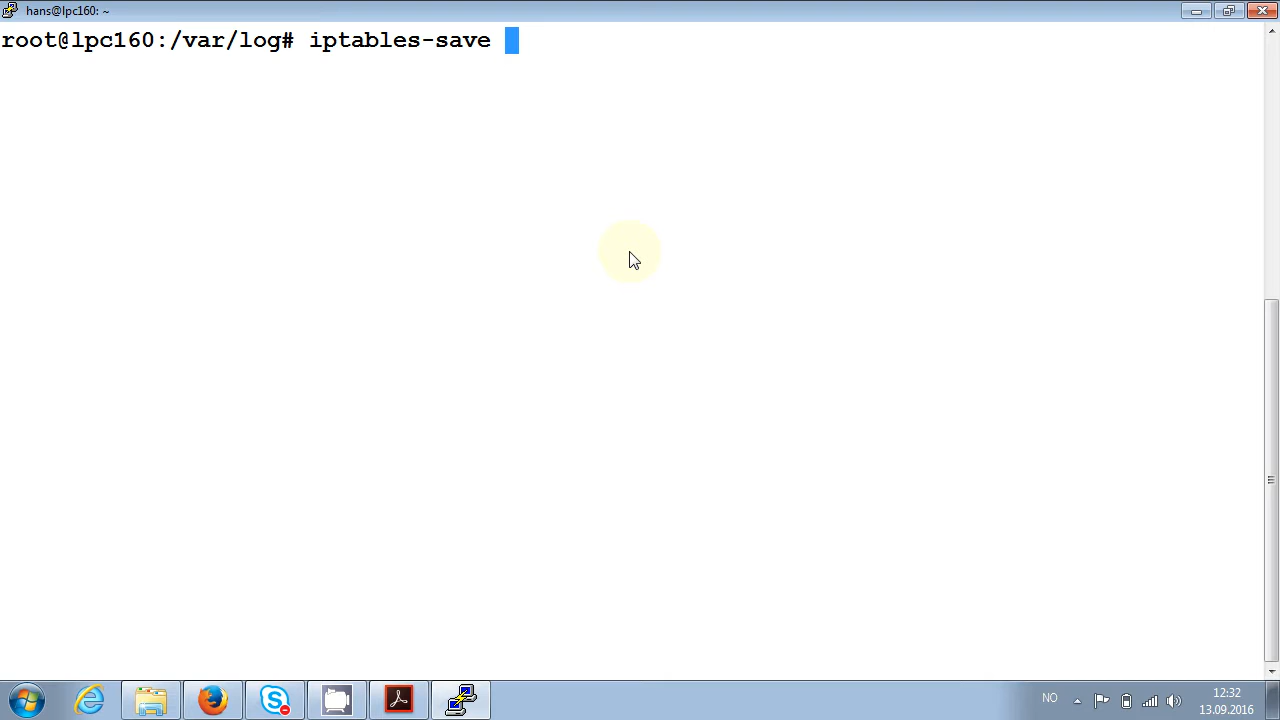 hans@lpc160: ~
root@lpc160:/var/log# iptables-save
NO
12:32
13.09.2016